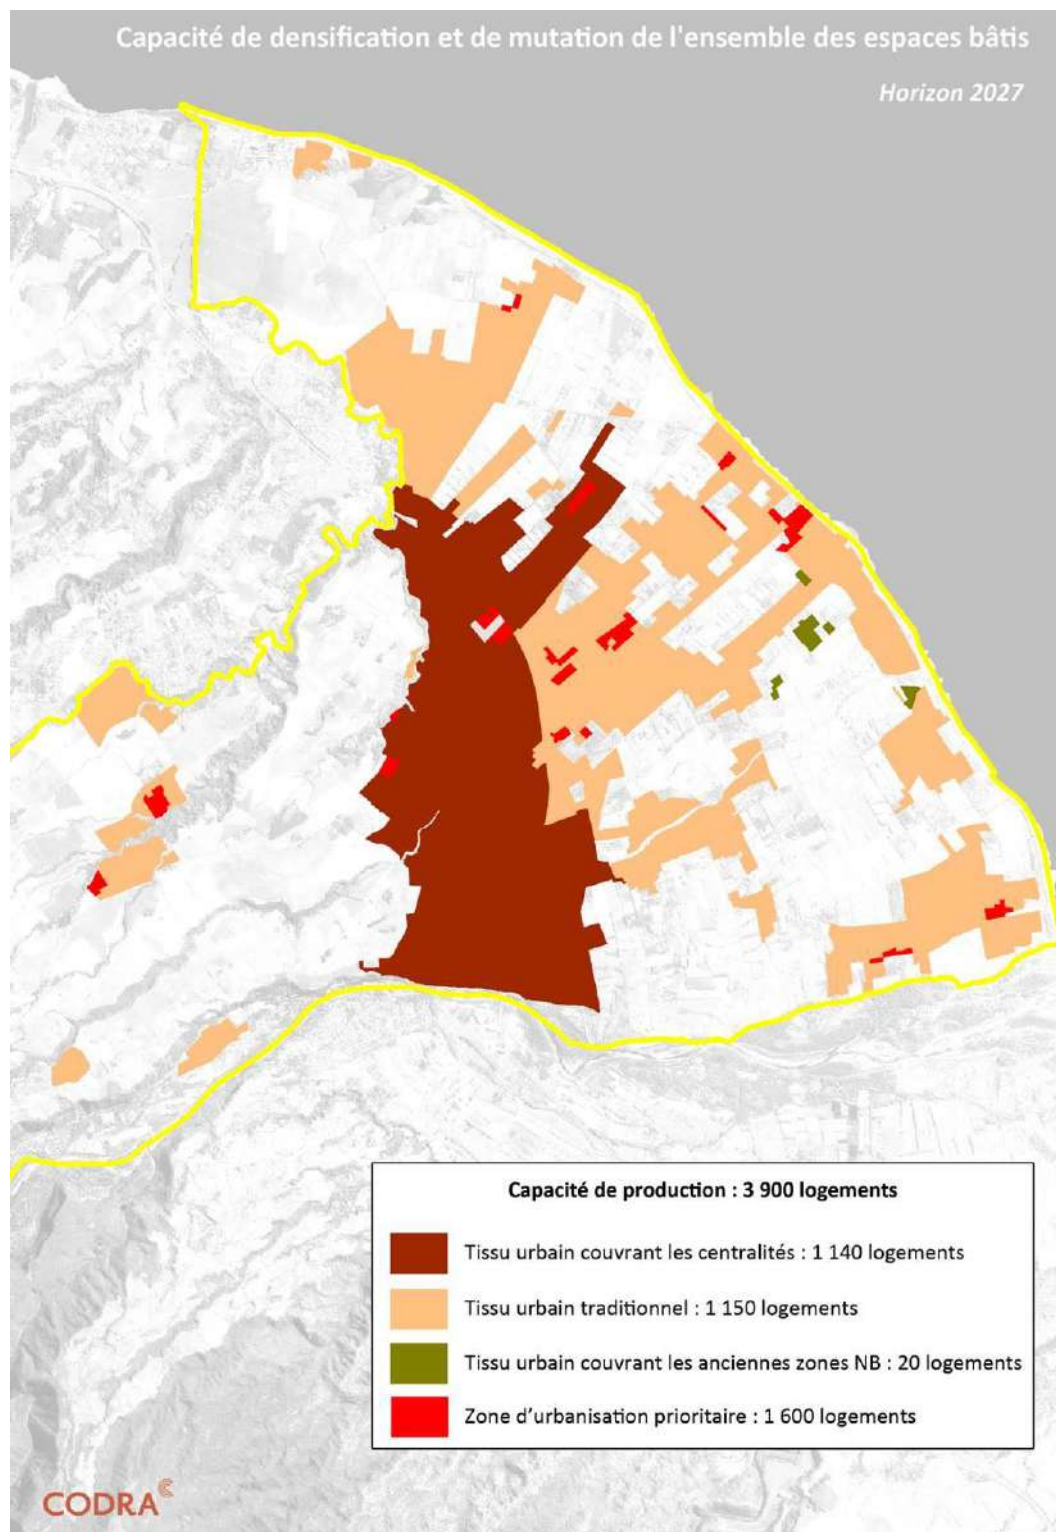 Capacité de densification et de mutation de l'ensemble des espaces bâtis
Horizon 2027
Capacité de production : 3 900 logements
Tissu urbain couvrant les centralités : 1 140 logements
Tissu urbain traditionnel : 1 150 logements
Tissu urbain couvrant les anciennes zones NB : 20 logements
Zone d’urbanisation prioritaire : 1 600 logements
CODRA